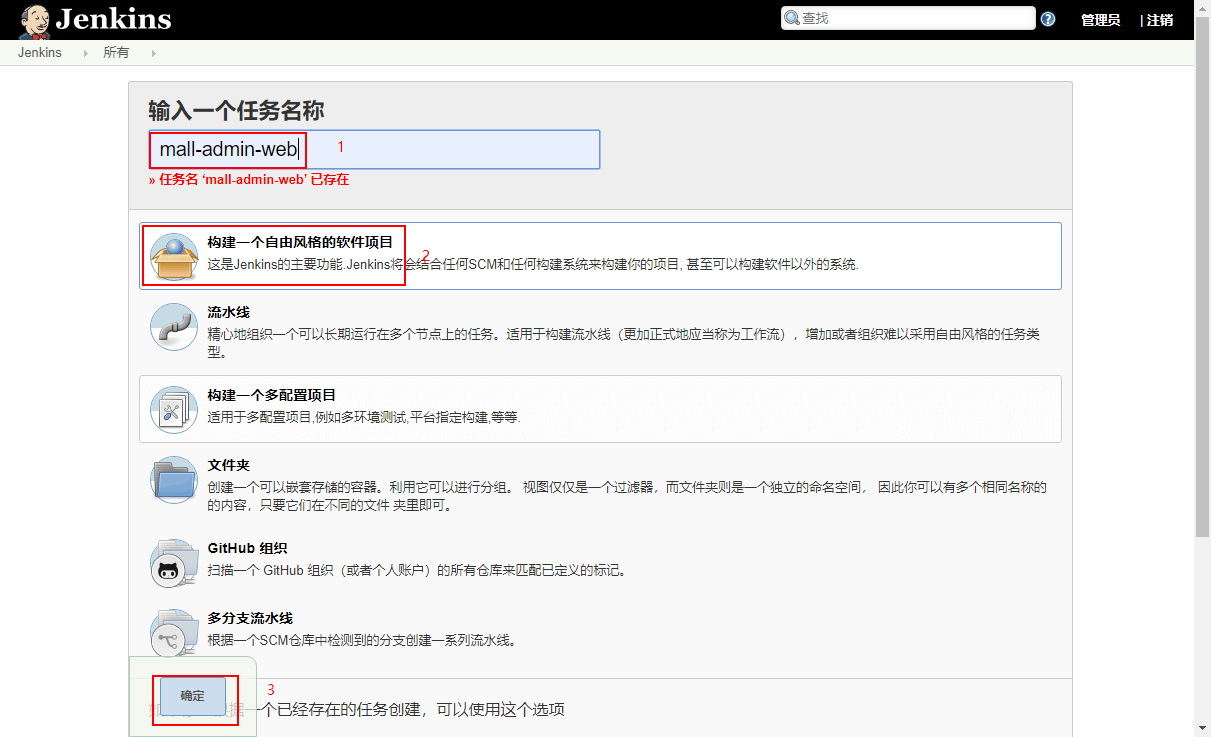 Jenkins
查找
管理员
| 注销
Jenkins
所有
输入一个任务名称
mall-admin-web
1
» 任务名 ‘mall-admin-web’ 已存在
构建一个自由风格的软件项目
2
这是Jenkins的主要功能.Jenkins将会结合任何SCM和任何构建系统来构建你的项目, 甚至可以构建软件以外的系统.
流水线
精心地组织一个可以长期运行在多个节点上的任务。适用于构建流水线（更加正式地应当称为工作流），增加或者组织难以采用自由风格的任务类
型。
构建一个多配置项目
适用于多配置项目,例如多环境测试,平台指定构建,等等.
文件夹
创建一个可以嵌套存储的容器。利用它可以进行分组。 视图仅仅是一个过滤器，而文件夹则是一个独立的命名空间， 因此你可以有多个相同名称的
的内容，只要它们在不同的文件 夹里即可。
GitHub 组织
扫描一个 GitHub 组织（或者个人账户）的所有仓库来匹配已定义的标记。
多分支流水线
根据一个SCM仓库中检测到的分支创建一系列流水线。
确定
3
一个已经存在的任务创建，可以使用这个选项